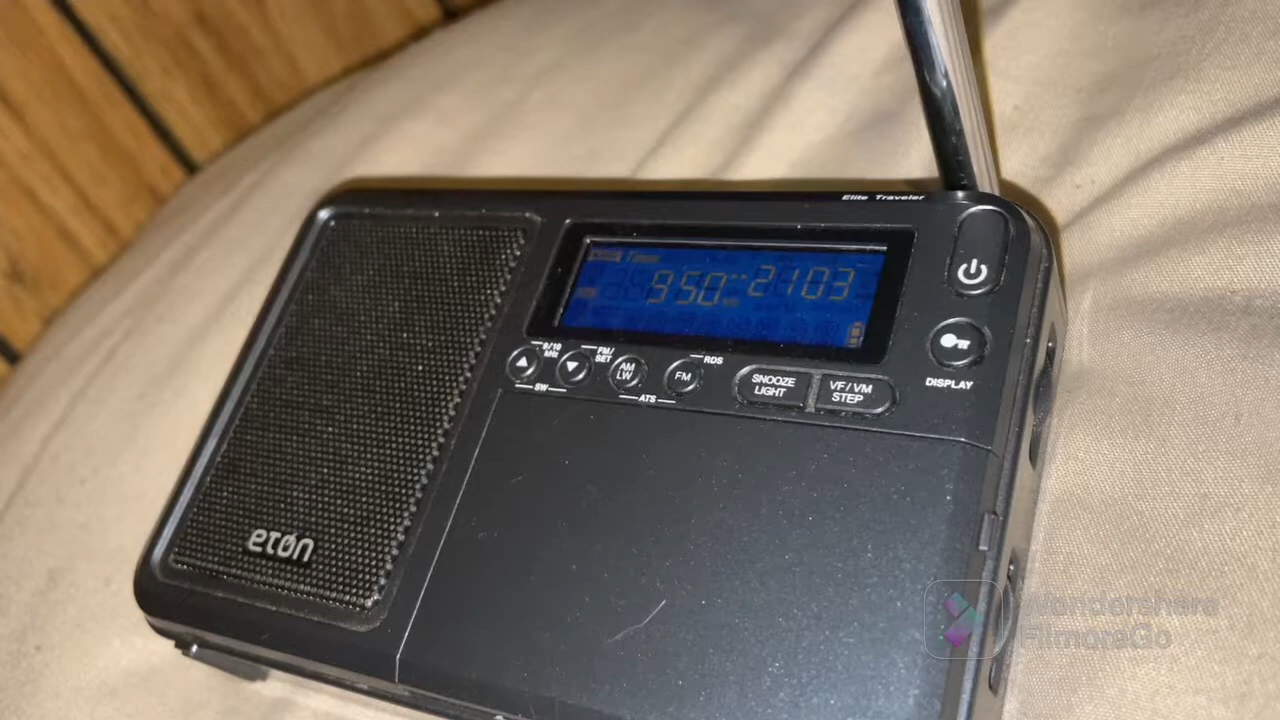 Elite Traveler
Timer
950 2103
9/10
kHz
FM/
SET
AM
LW
FM
RDS
SW
ATS
SNOOZE
LIGHT
VF / VM
STEP
DISPLAY
etón
Wondershare
FilmoraGo